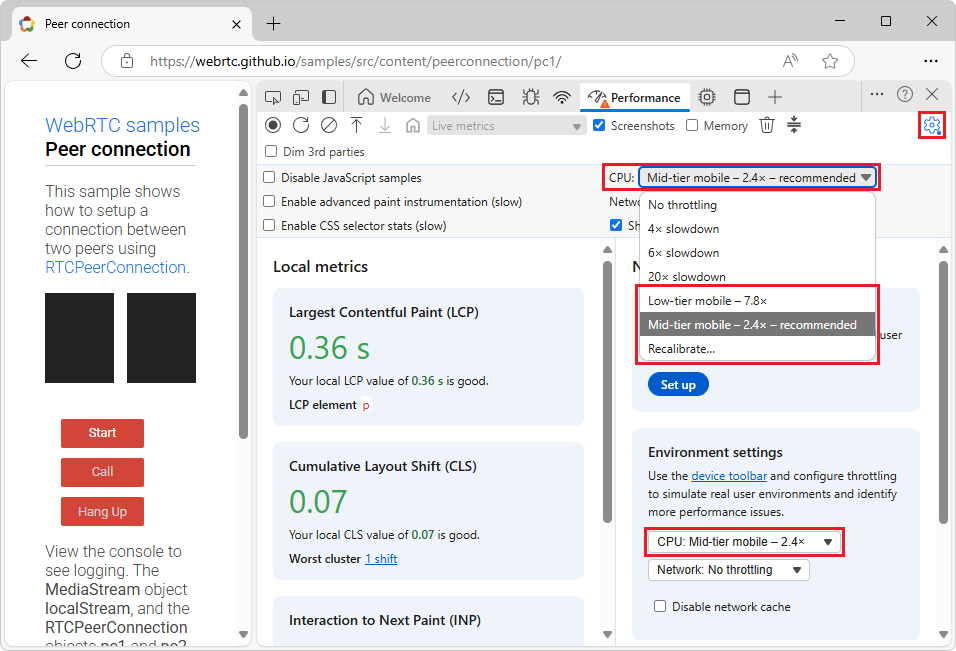 Peer connection
https://webrtc.github.io/samples/src/content/peerconnection/pc1/
Welcome
Performance
Live metrics
Screenshots
Memory
Dim 3rd parties
Disable JavaScript samples
Enable advanced paint instrumentation (slow)
Enable CSS selector stats (slow)
CPU: Mid-tier mobile – 2.4× – recommended
No throttling
4× slowdown
6× slowdown
20× slowdown
Low-tier mobile – 7.8×
Mid-tier mobile – 2.4× – recommended
Recalibrate...
WebRTC samples
Peer connection
This sample shows
how to setup a
connection between
two peers using
RTCPeerConnection.
Start
Call
Hang Up
View the console to
see logging. The
MediaStream object
localStream, and the
RTCPeerConnection
objects pc1 and pc2
Local metrics
Largest Contentful Paint (LCP)
0.36 s
Your local LCP value of 0.36 s is good.
LCP element p
Cumulative Layout Shift (CLS)
0.07
Your local CLS value of 0.07 is good.
Worst cluster 1 shift
Interaction to Next Paint (INP)
user
Set up
Environment settings
Use the device toolbar and configure throttling
to simulate real user environments and identify
more performance issues.
CPU: Mid-tier mobile – 2.4×
Network: No throttling
Disable network cache